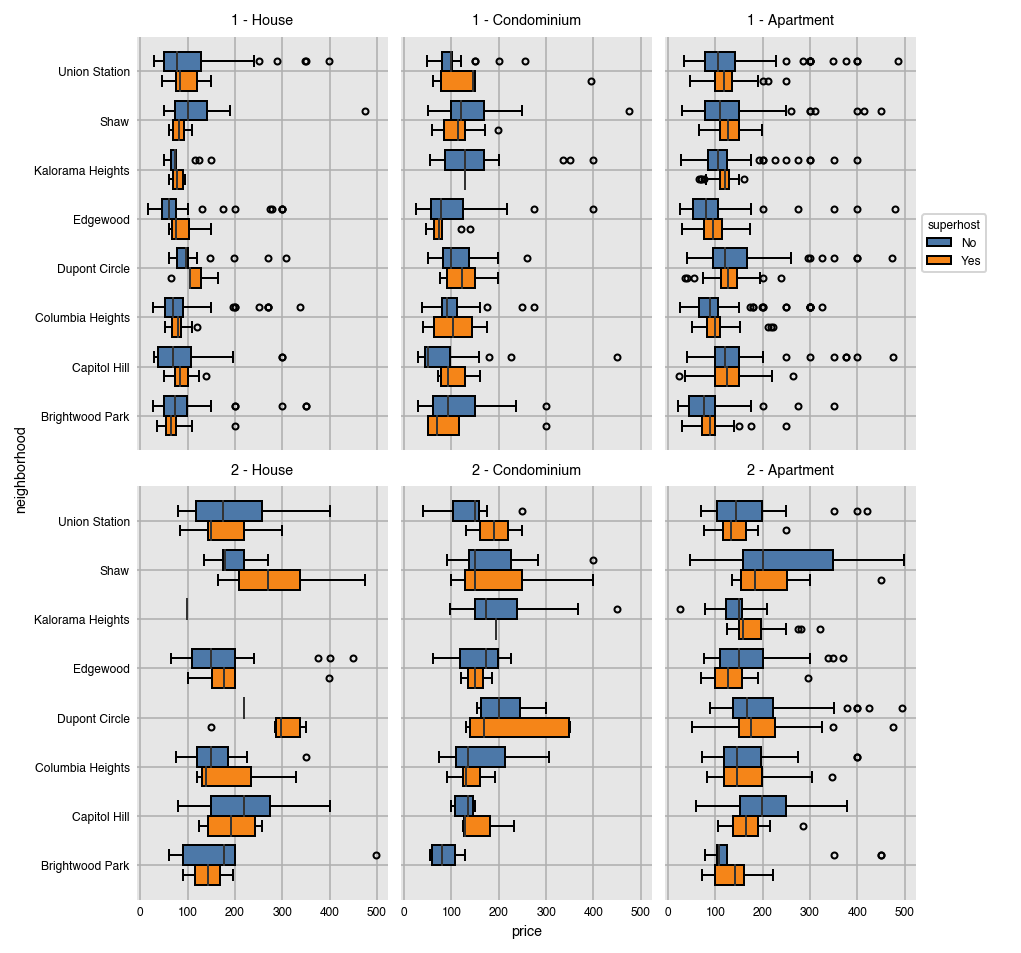 1 - House
1 - Condominium
1 - Apartment
Union Station
Shaw
Kalorama Heights
Edgewood
Dupont Circle
Columbia Heights
Capitol Hill
Brightwood Park
superhost
No
Yes
neighborhood
2 - House
2 - Condominium
2 - Apartment
Union Station
Shaw
Kalorama Heights
Edgewood
Dupont Circle
Columbia Heights
Capitol Hill
Brightwood Park
0 100 200 300 400 500
0 100 200 300 400 500
0 100 200 300 400 500
price